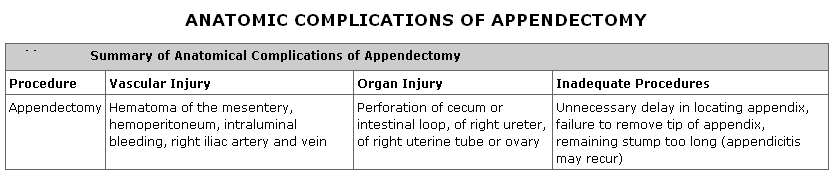 ANATOMIC COMPLICATIONS OF APPENDECTOMY
Summary of Anatomical Complications of Appendectomy
Procedure Vascular Injury Organ Injury Inadequate Procedures
Appendectomy Hematoma of the mesentery, Perforation of cecum or Unnecessary delay in locating appendix,
hemoperitoneum, intraluminal intestinal loop, of right ureter, failure to remove tip of appendix,
bleeding, right iliac artery and vein of right uterine tube or ovary remaining stump too long (appendicitis
may recur)